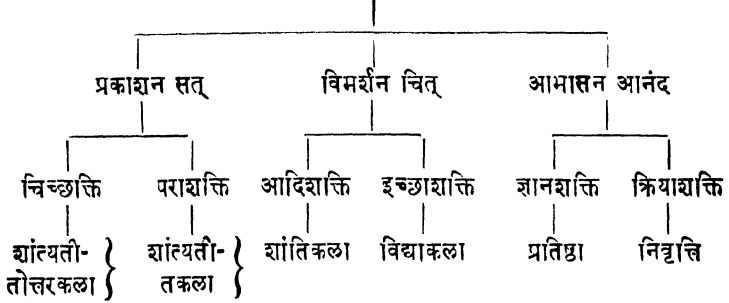 प्रकाशन सत् विमर्शन चित् आभासन आनंद
चिच्छक्ति पराशक्ति आदिशक्ति इच्छाशक्ति ज्ञानशक्ति क्रियाशक्ति
शांत्यती- शांत्यती- शांतिकला विद्याकला प्रतिष्ठा निवृत्ति
तोत्तरकला तकला